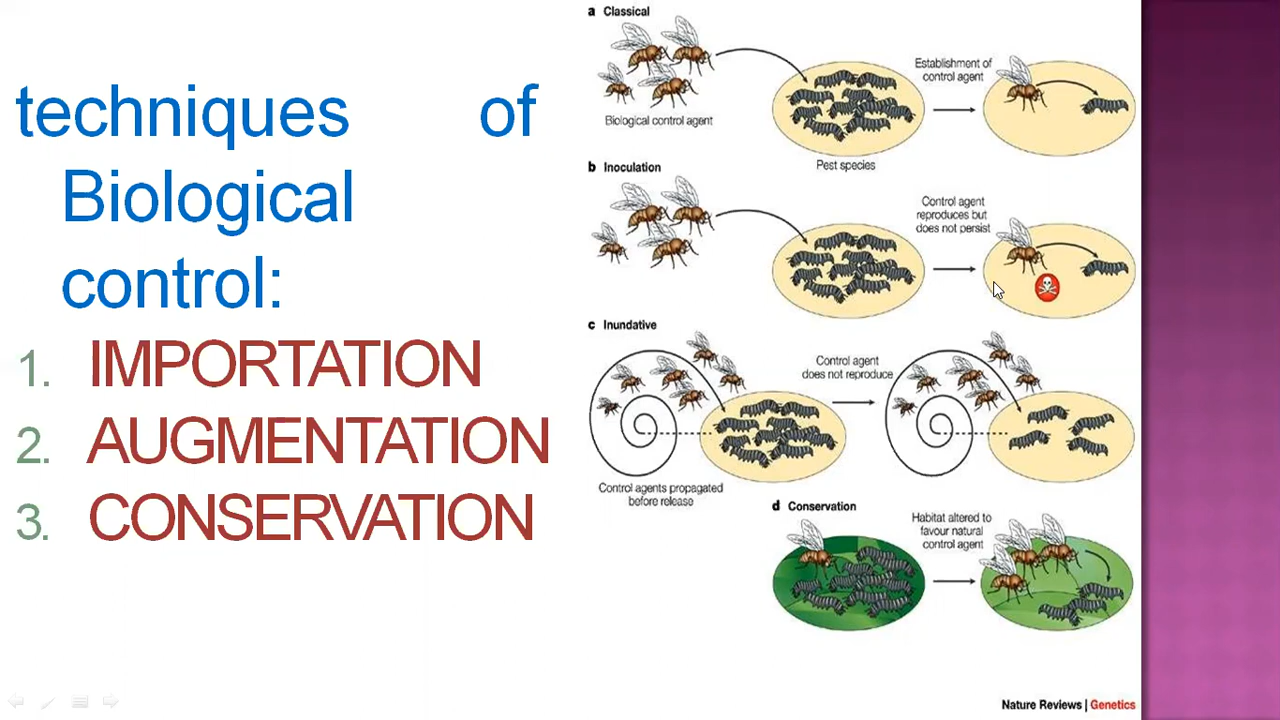 techniques of
Biological
control:
1. IMPORTATION
2. AUGMENTATION
3. CONSERVATION
a Classical
Biological control agent
Pest species
Establishment of
control agent
b Inoculation
Control agent
reproduces but
does not persist
c Inundative
Control agents propagated
before release
Control agent
does not reproduce
d Conservation
Habitat altered to
favour natural
control agent
Nature Reviews | Genetics